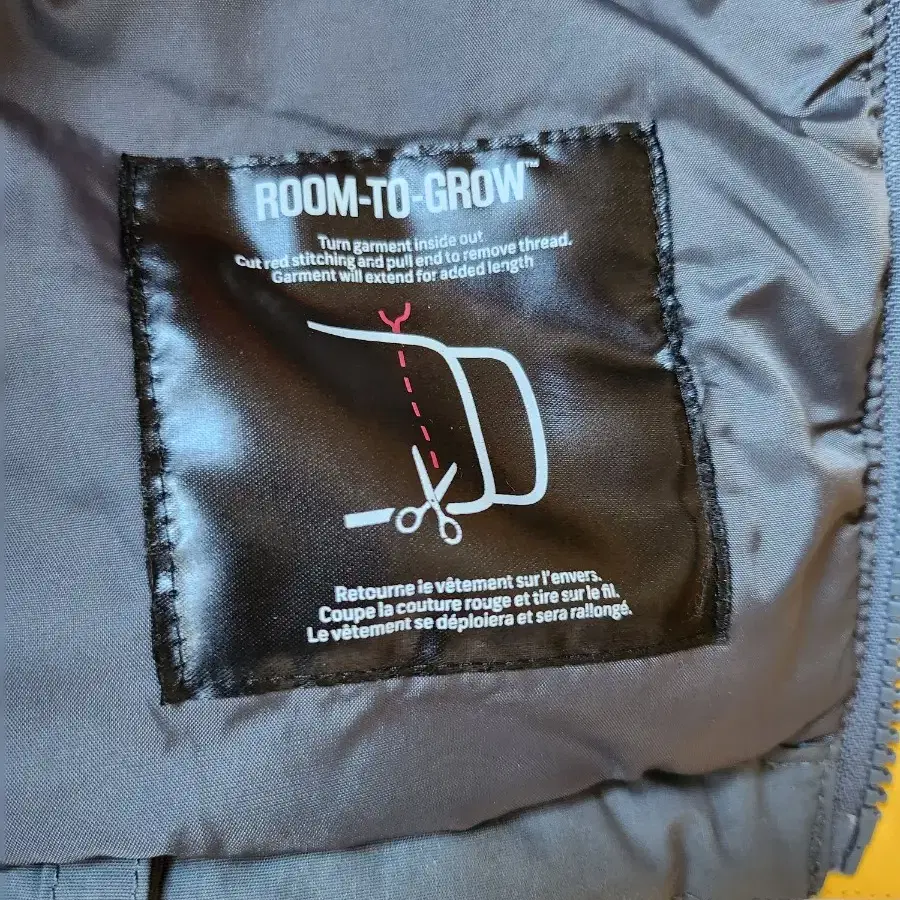 ROOM-TO-GROW™
Turn garment inside out
Cut red stitching and pull end to remove thread.
Garment will extend for added length
Retourne le vêtement sur l'envers.
Coupe la couture rouge et tire sur le fil.
Le vêtement se déploiera et sera rallongé.